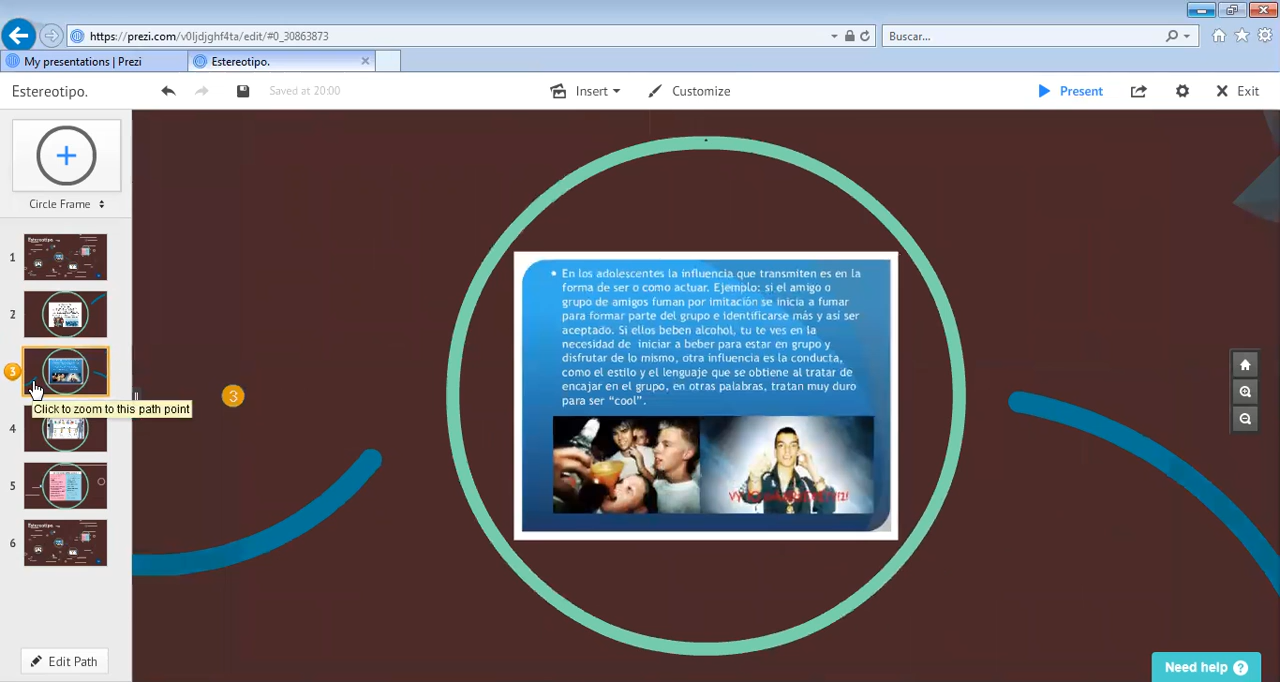 https://prezi.com/v0ljdjghf4ta/edit/#0_30863873
Buscar...
My presentations | Prezi
Estereotipo.
Estereotipo.
Saved at 20:00
Insert
Customize
Present
Exit
Circle Frame
1
2
3
4
5
6
Click to zoom to this path point
3
• En los adolescentes la influencia que transmiten es en la
forma de ser o como actuar. Ejemplo: si el amigo o
grupo de amigos fuman por imitación se inicia a fumar
para formar parte del grupo e identificarse más y así ser
aceptado. Si ellos beben alcohol, tu te ves en la
necesidad de iniciar a beber para estar en grupo y
disfrutar de lo mismo, otra influencia es la conducta,
como el estilo y el lenguaje que se obtiene al tratar de
encajar en el grupo, en otras palabras, tratan muy duro
para ser “cool”.
Edit Path
Need help ?